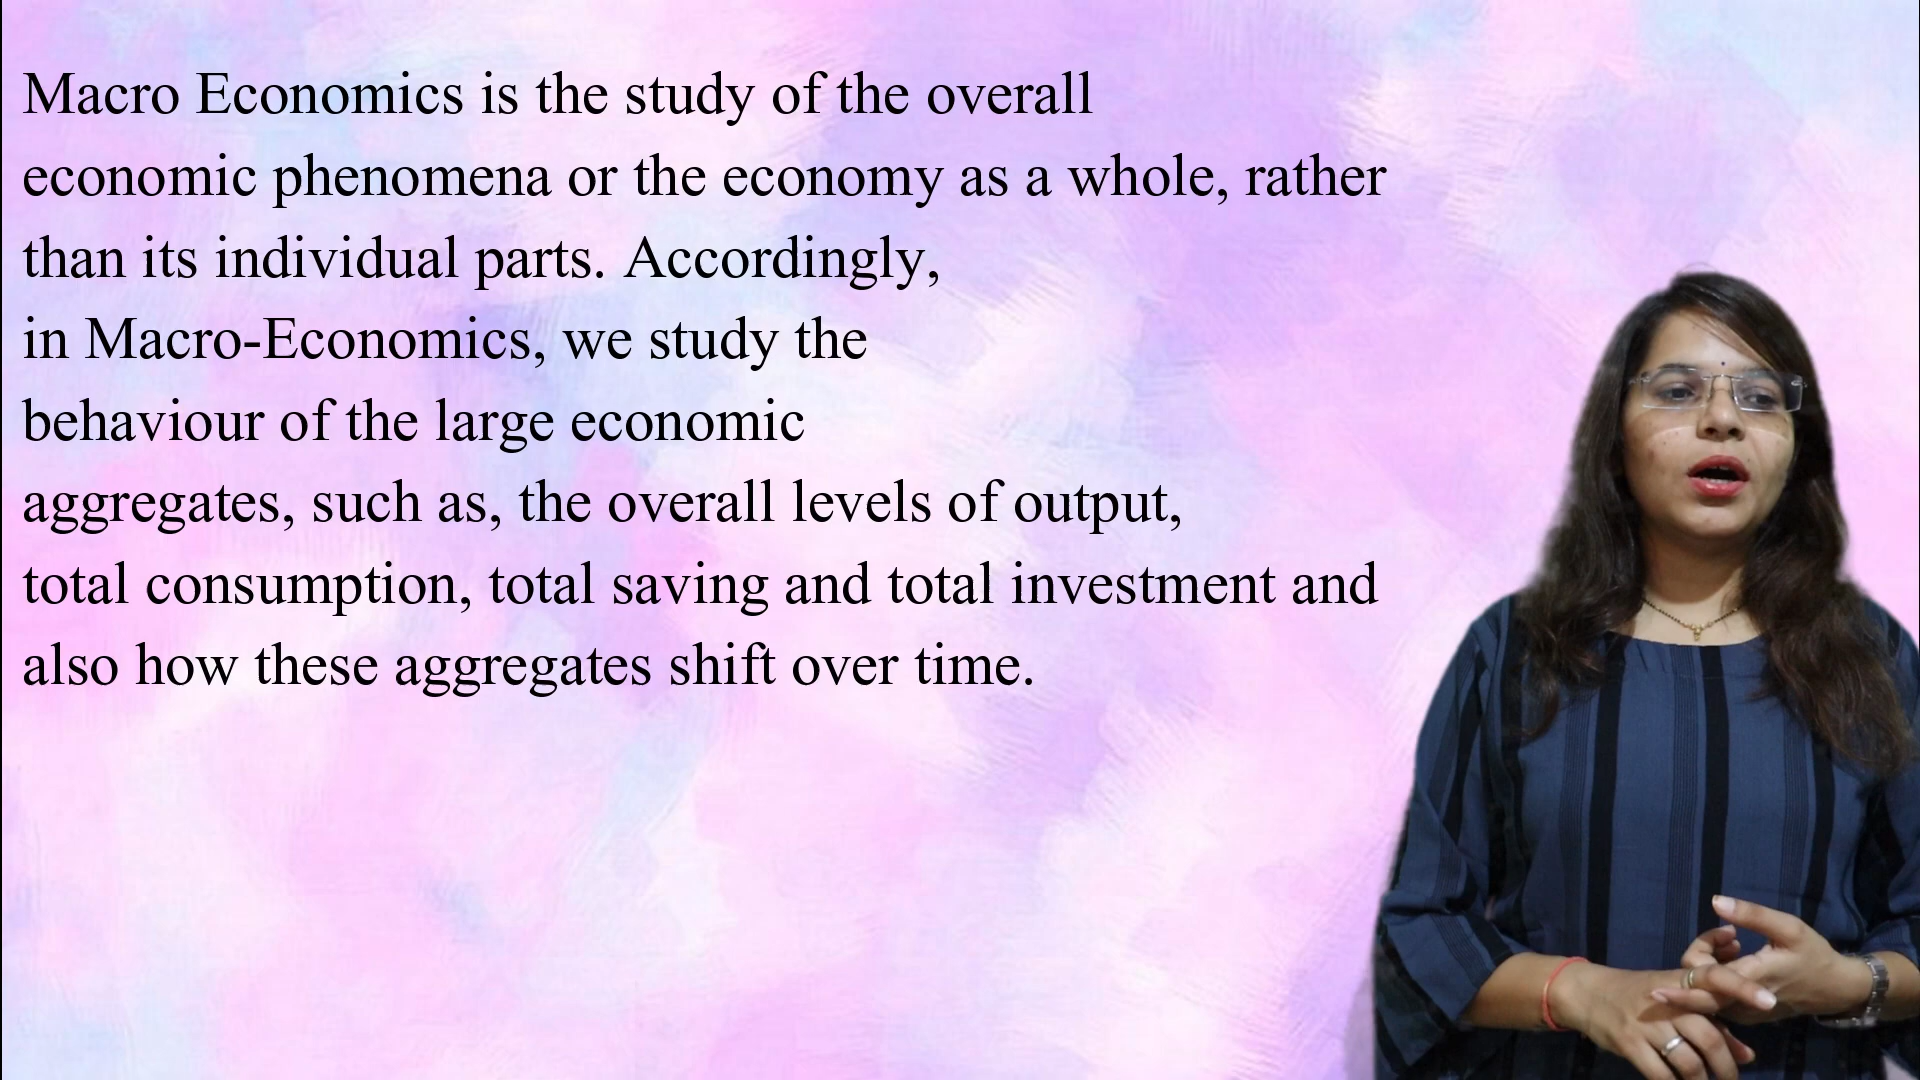 Macro Economics is the study of the overall
economic phenomena or the economy as a whole, rather
than its individual parts. Accordingly,
in Macro-Economics, we study the
behaviour of the large economic
aggregates, such as, the overall levels of output,
total consumption, total saving and total investment and
also how these aggregates shift over time.